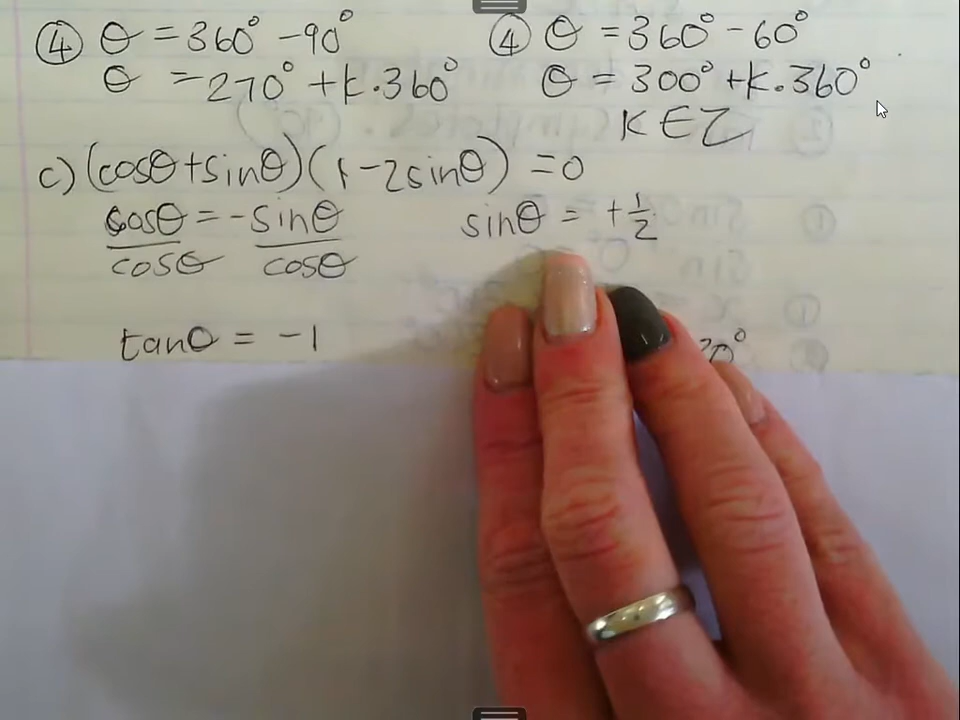 ④ θ = 360° - 90°
θ = 270° + k.360°
④ θ = 360° - 60°
θ = 300° + k.360°
K ∈ Z
c) (cosθ + sinθ)(1 - 2sinθ) = 0
cosθ/cosθ = -sinθ/cosθ
sinθ = +1/2
tanθ = -1